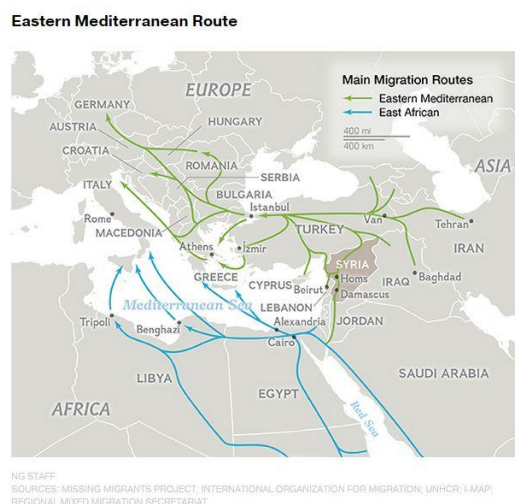 Eastern Mediterranean Route
Main Migration Routes
Eastern Mediterranean
East African
400 mi
400 km
EUROPE
GERMANY
AUSTRIA
HUNGARY
CROATIA
ROMANIA
ASIA
ITALY
SERBIA
BULGARIA
Istanbul
Rome
Van
Tehran
MACEDONIA
TURKEY
Athens
Izmir
IRAN
SYRIA
GREECE
CYPRUS
Homs
IRAQ
Baghdad
Beirut
Damascus
Mediterranean Sea
LEBANON
Tripoli
Alexandria
JORDAN
Benghazi
Cairo
LIBYA
SAUDI ARABIA
EGYPT
AFRICA
Red Sea
NG STAFF
SOURCES: MISSING MIGRANTS PROJECT, INTERNATIONAL ORGANIZATION FOR MIGRATION; UNHCR; I-MAP;
REGIONAL MIXED MIGRATION SECRETARIAT